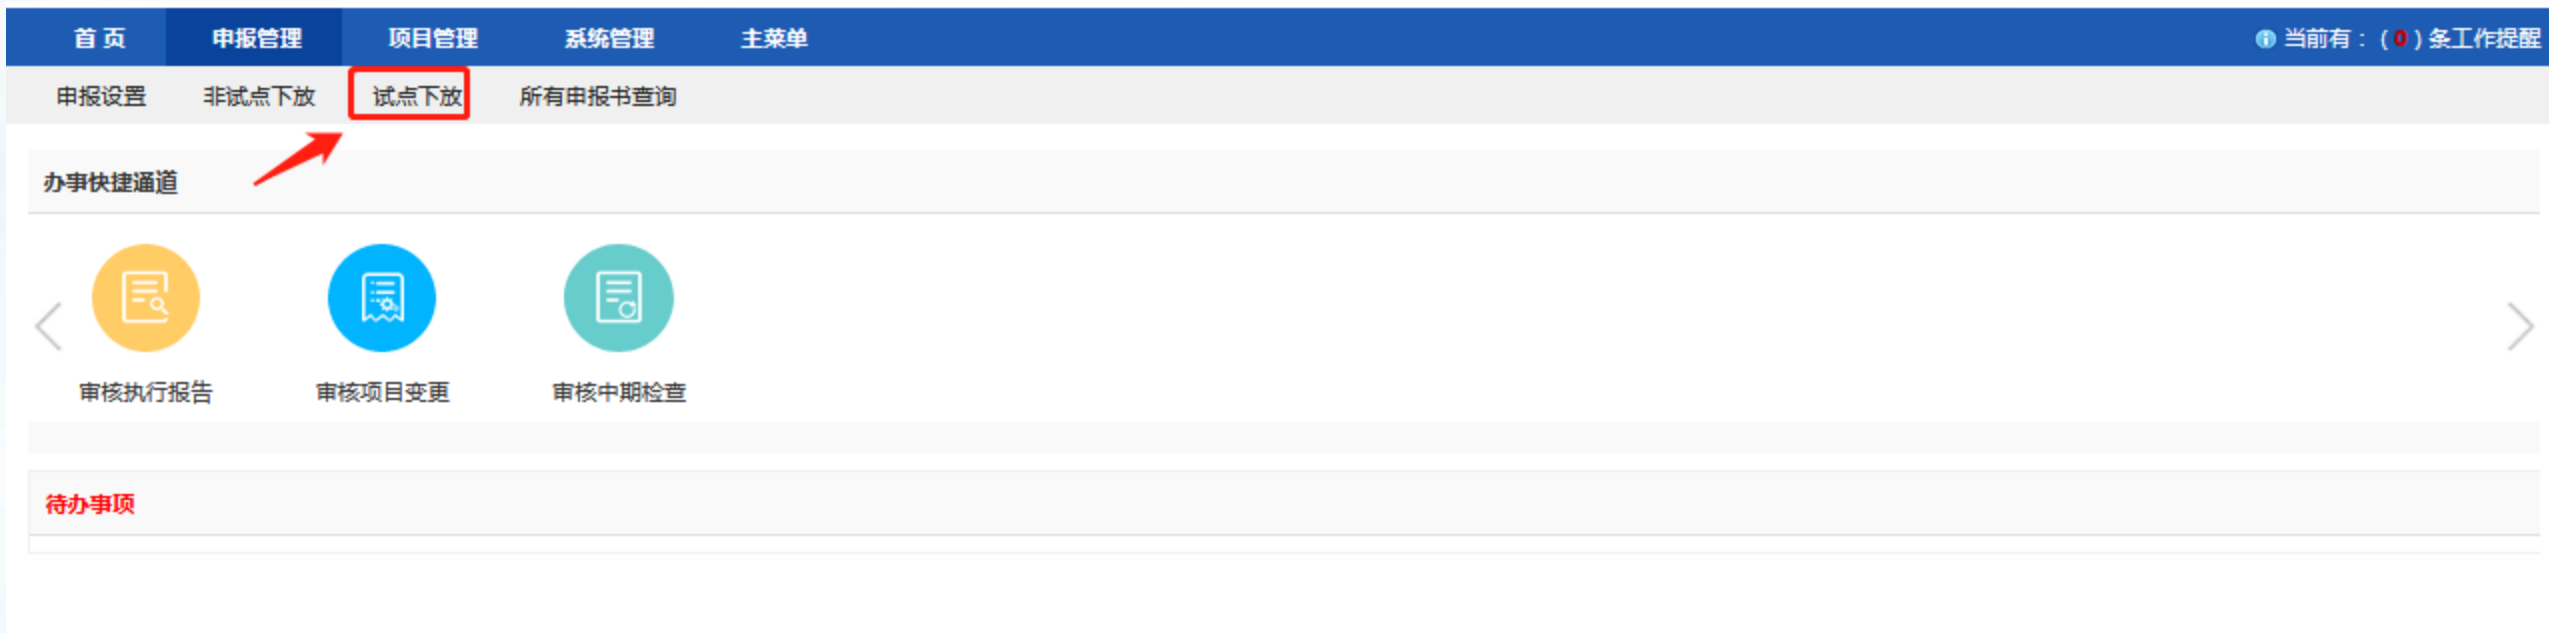 首 页 申报管理 项目管理 系统管理 主菜单 当前有：(0)条工作提醒
申报设置 非试点下放 试点下放 所有申报书查询
办事快捷通道
审核执行报告 审核项目变更 审核中期检查
待办事项